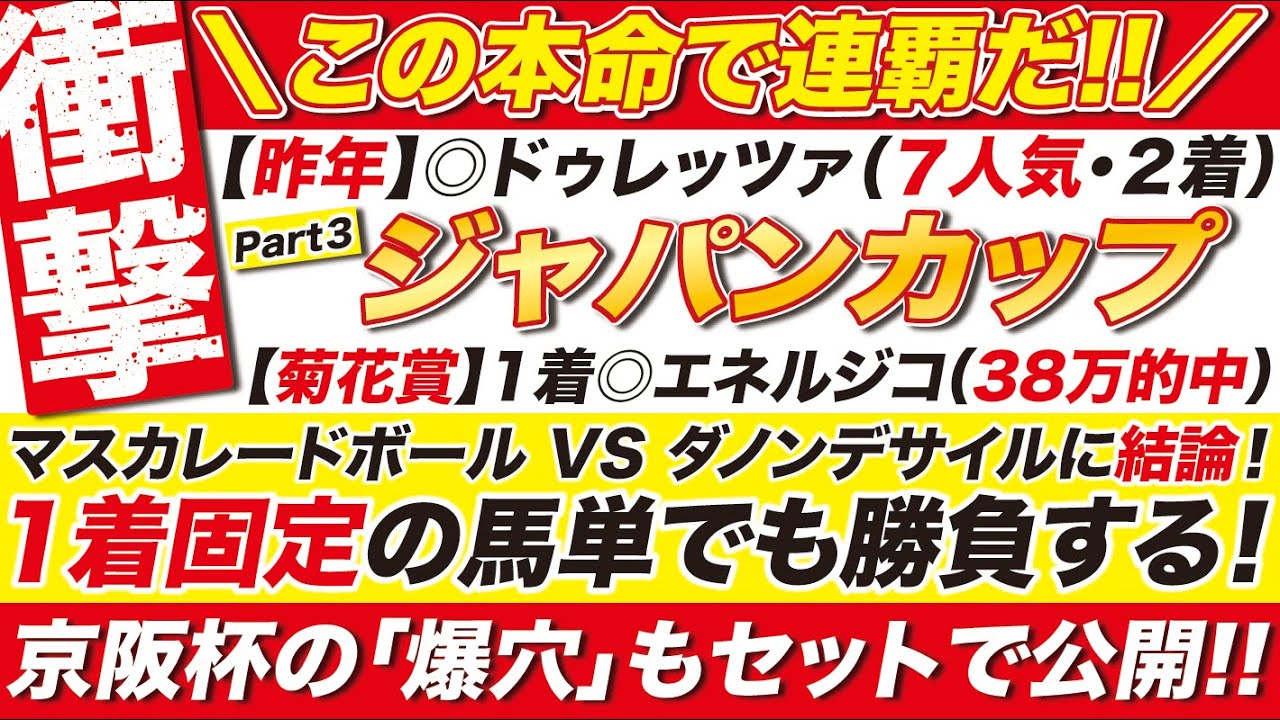 衝撃
＼この本命で連覇だ!!／
【昨年】◎ドゥレッツァ（７人気・２着）
Part3
ジャパンカップ
【菊花賞】１着◎エネルジコ（38万的中）
マスカレードボール VS ダノンデサイルに結論！
１着固定の馬単でも勝負する！
京阪杯の「爆穴」もセットで公開!!